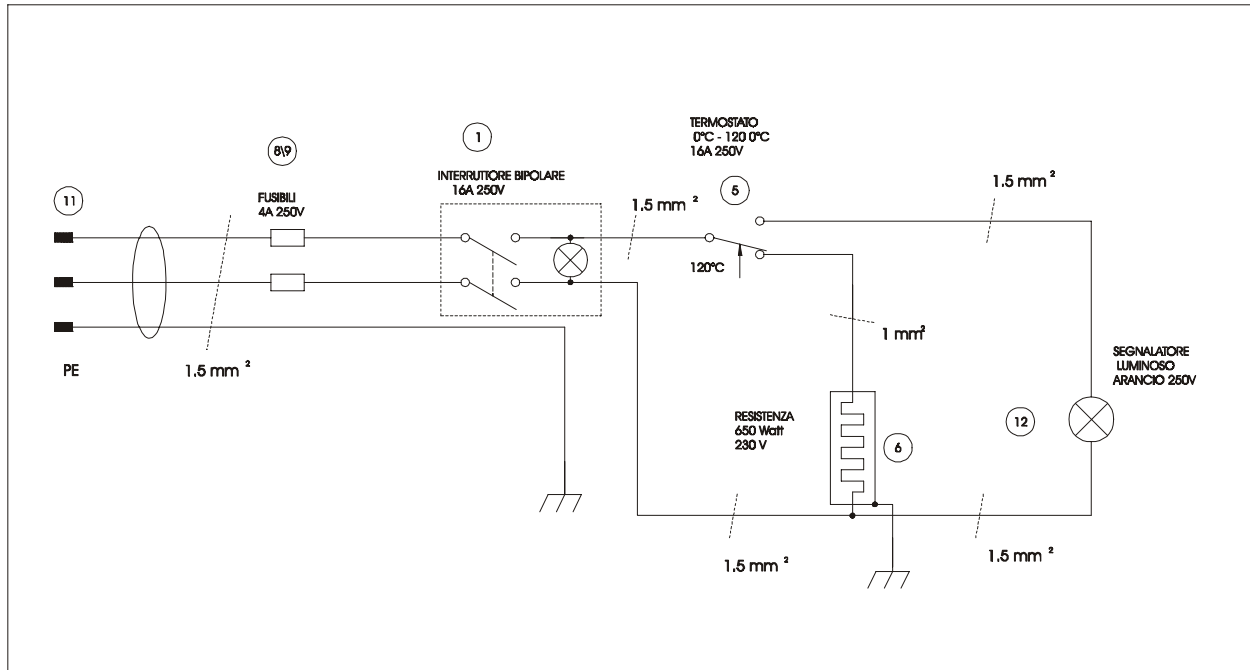 11
8\9
FUSIBILI
4A 250V
1
INTERRUTTORE BIPOLARE
16A 250V
TERMOSTATO
0°C - 120 0°C
16A 250V
5
1.5 mm ²
1.5 mm ²
120°C
1 mm²
PE
1.5 mm ²
SEGNALATORE
LUMINOSO
ARANCIO 250V
12
RESISTENZA
650 Watt
230 V
6
1.5 mm ²
1.5 mm ²